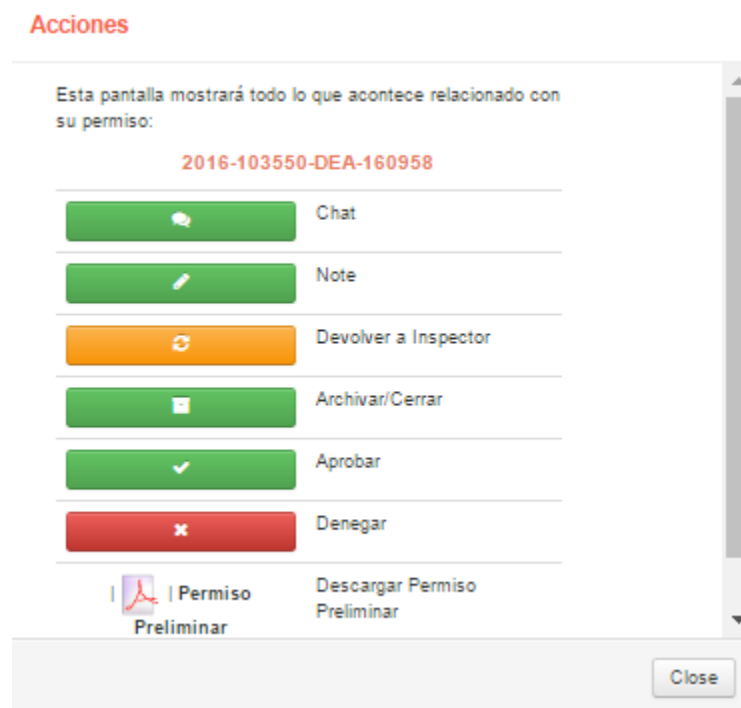 Acciones
Esta pantalla mostrará todo lo que acontece relacionado con
su permiso:
2016-103550-DEA-160958
Chat
Note
Devolver a Inspector
Archivar/Cerrar
Aprobar
Denegar
| | Permiso
Preliminar
Descargar Permiso
Preliminar
Close